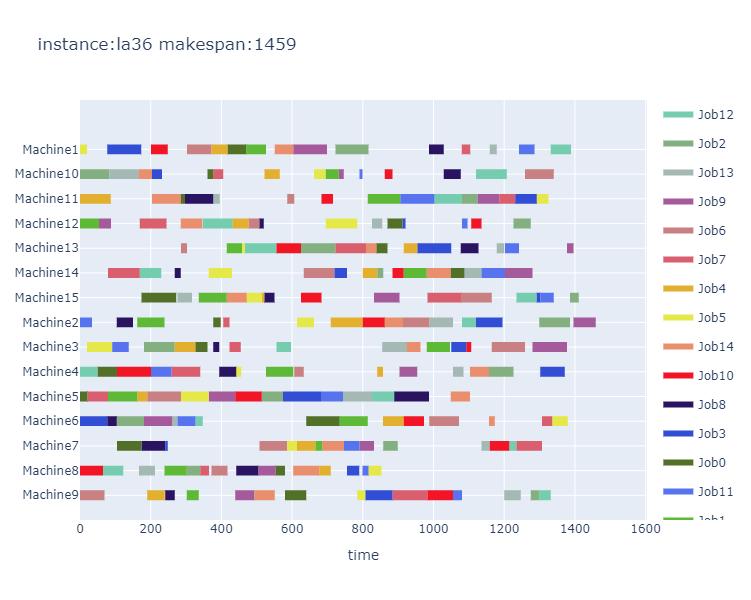 instance:la36 makespan:1459
Machine1
Machine10
Machine11
Machine12
Machine13
Machine14
Machine15
Machine2
Machine3
Machine4
Machine5
Machine6
Machine7
Machine8
Machine9
0 200 400 600 800 1000 1200 1400 1600
time
Job12
Job2
Job13
Job9
Job6
Job7
Job4
Job5
Job14
Job10
Job8
Job3
Job0
Job11
Job1